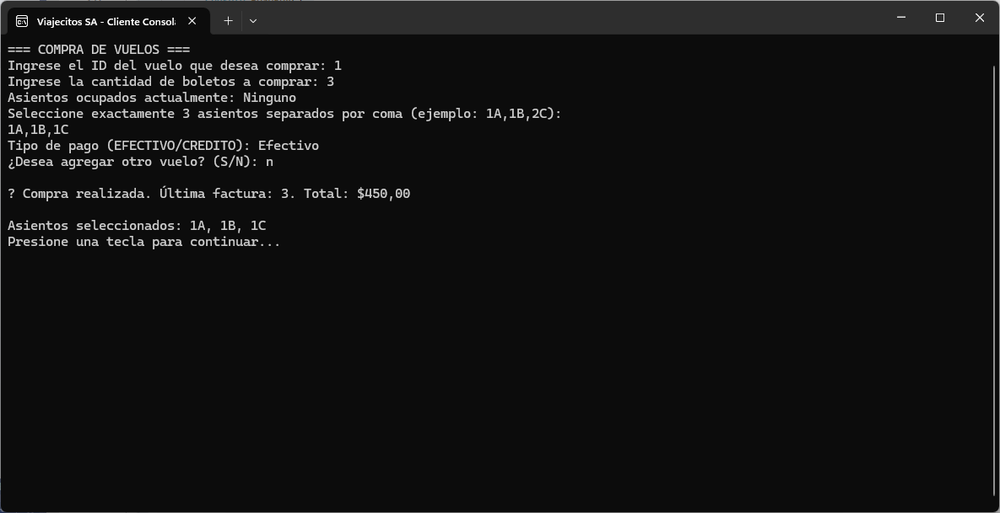 Viajecitos SA - Cliente Consol
=== COMPRA DE VUELOS ===
Ingrese el ID del vuelo que desea comprar: 1
Ingrese la cantidad de boletos a comprar: 3
Asientos ocupados actualmente: Ninguno
Seleccione exactamente 3 asientos separados por coma (ejemplo: 1A,1B,2C):
1A,1B,1C
Tipo de pago (EFECTIVO/CREDITO): Efectivo
¿Desea agregar otro vuelo? (S/N): n
? Compra realizada. Última factura: 3. Total: $450,00
Asientos seleccionados: 1A, 1B, 1C
Presione una tecla para continuar...